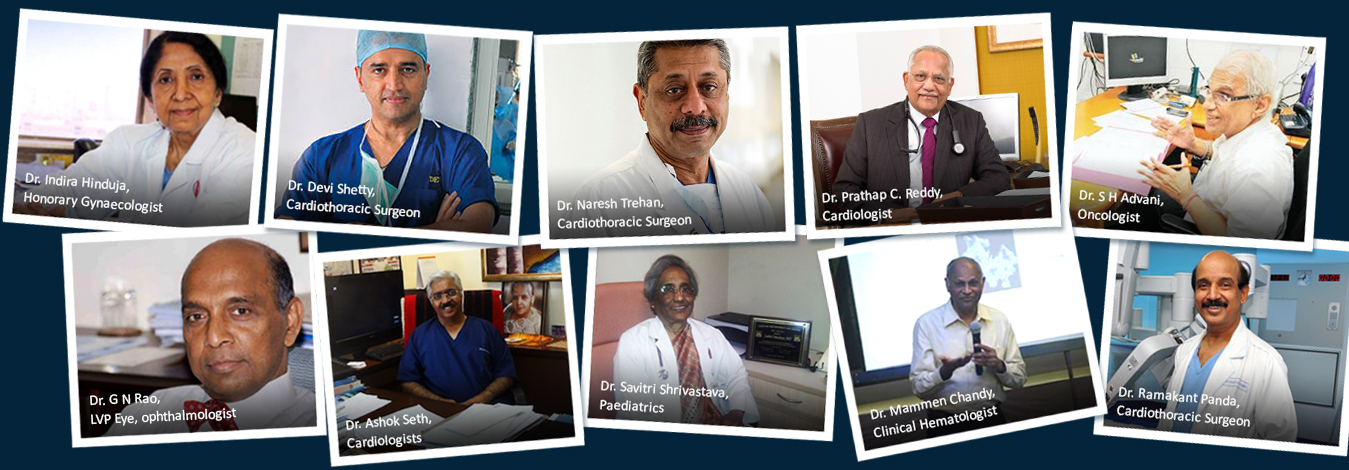 Dr. Indira Hinduja,
Honorary Gynaecologist
Dr. Devi Shetty,
Cardiothoracic Surgeon
Dr. Naresh Trehan,
Cardiothoracic Surgeon
Dr. Prathap C. Reddy,
Cardiologist
Dr. S H Advani,
Oncologist
Dr. G N Rao,
LVP Eye, ophthalmologist
Dr. Ashok Seth,
Cardiologists
Dr. Savitri Shrivastava,
Paediatrics
Dr. Mammen Chandy,
Clinical Hematologist
Dr. Ramakant Panda,
Cardiothoracic Surgeon